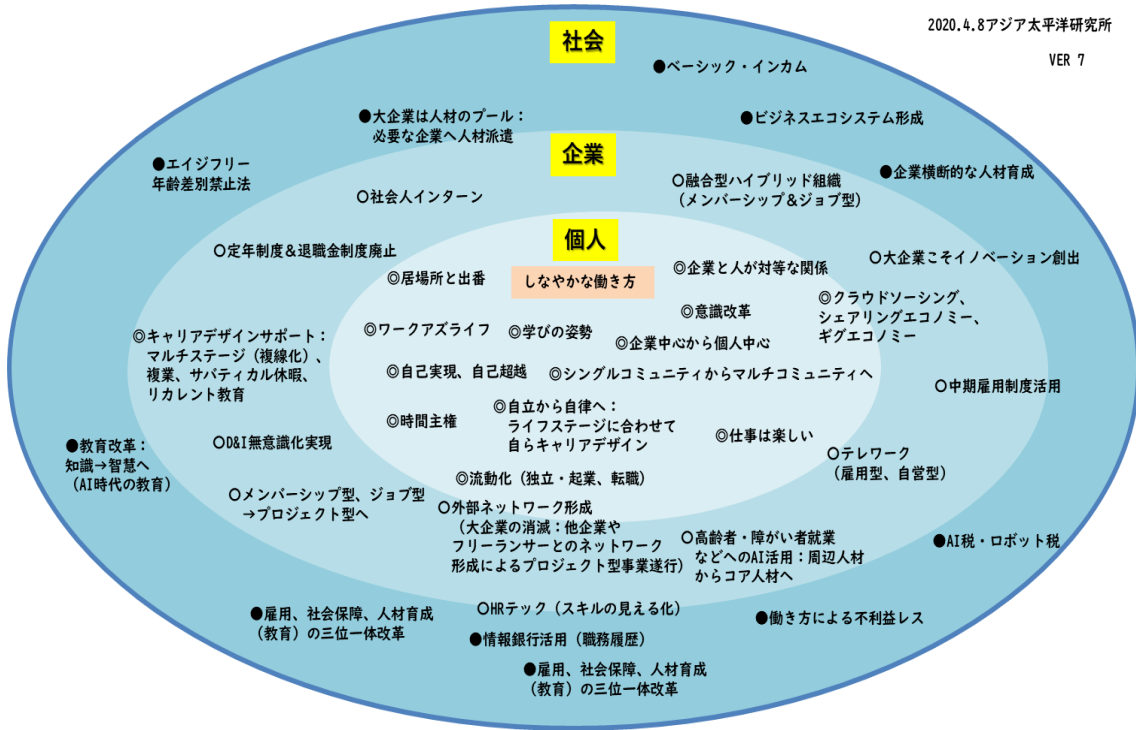 2020.4.8アジア太平洋研究所
VER 7
社会
●ベーシック・インカム
●大企業は人材のプール：
必要な企業へ人材派遣
●ビジネスエコシステム形成
●エイジフリー
年齢差別禁止法
企業
●企業横断的な人材育成
○社会人インターン
○融合型ハイブリッド組織
（メンバーシップ＆ジョブ型）
個人
○定年制度＆退職金制度廃止
○大企業こそイノベーション創出
◎居場所と出番
しなやかな働き方
◎企業と人が対等な関係
◎意識改革
◎クラウドソーシング、
シェアリングエコノミー、
ギグエコノミー
◎キャリアデザインサポート：
マルチステージ（複線化）、
複業、サバティカル休暇、
リカレント教育
◎ワークアズライフ
◎学びの姿勢
◎企業中心から個人中心
◎自己実現、自己超越
◎シングルコミュニティからマルチコミュニティへ
○中期雇用制度活用
◎時間主権
◎自立から自律へ：
ライフステージに合わせて
自らキャリアデザイン
◎仕事は楽しい
●教育改革：
知識→智慧へ
（AI時代の教育）
○D&I無意識化実現
○テレワーク
（雇用型、自営型）
◎流動化（独立・起業、転職）
○メンバーシップ型、ジョブ型
→プロジェクト型へ
○外部ネットワーク形成
（大企業の消滅：他企業や
フリーランサーとのネットワーク
形成によるプロジェクト型事業遂行）
○高齢者・障がい者就業
などへのAI活用：周辺人材
からコア人材へ
●AI税・ロボット税
●雇用、社会保障、人材育成
（教育）の三位一体改革
○HRテック（スキルの見える化）
●働き方による不利益レス
●情報銀行活用（職務履歴）
●雇用、社会保障、人材育成
（教育）の三位一体改革